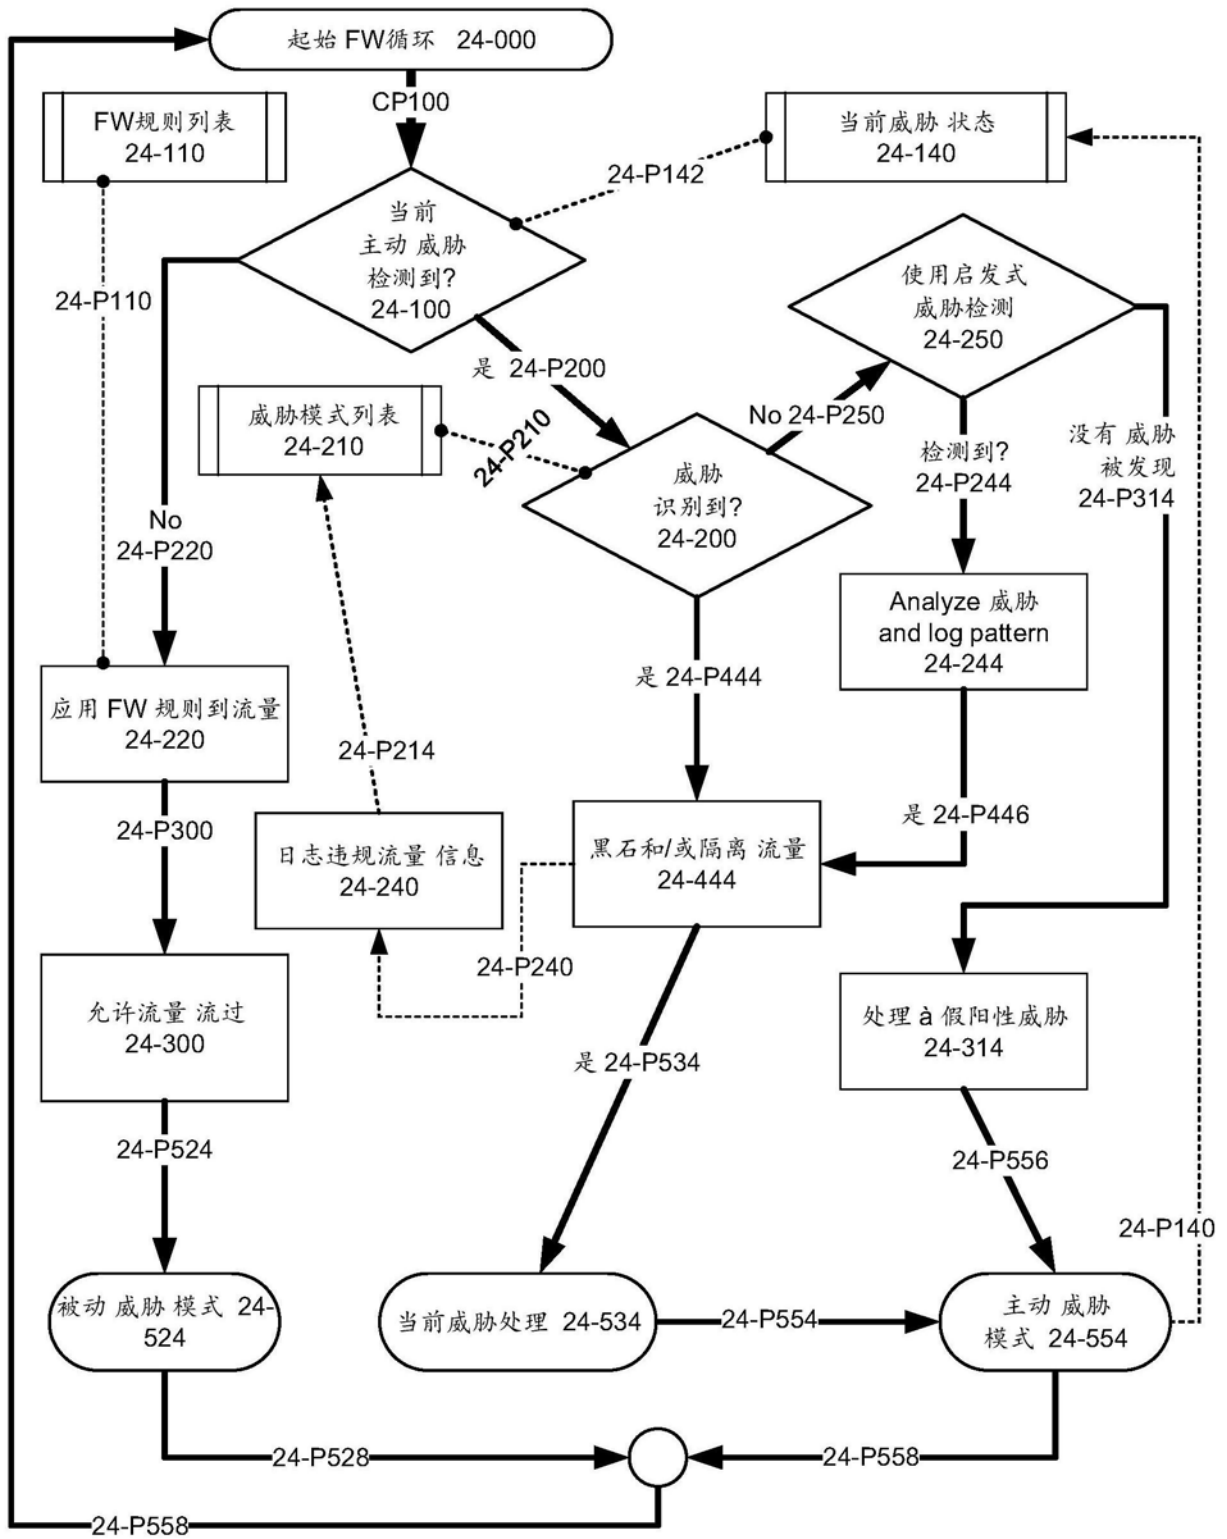 起始 FW循环 24-000
CP100
FW规则列表
24-110
当前威胁 状态
24-140
24-P142
当前
主动 威胁
检测到?
24-100
使用启发式
威胁检测
24-250
24-P110
是 24-P200
威胁模式列表
24-210
24-P210
No 24-P250
没有 威胁
被发现
24-P314
检测到?
24-P244
威胁
识别到?
24-200
No
24-P220
Analyze 威胁
and log pattern
24-244
是 24-P444
应用 FW 规则到流量
24-220
24-P214
24-P300
是 24-P446
日志违规流量 信息
24-240
黑石和/或隔离 流量
24-444
24-P240
允许流量 流过
24-300
处理 à 假阳性威胁
24-314
是 24-P534
24-P524
24-P556
24-P140
被动 威胁 模式 24-
524
当前威胁处理 24-534
24-P554
主动 威胁
模式 24-554
24-P528
24-P558
24-P558